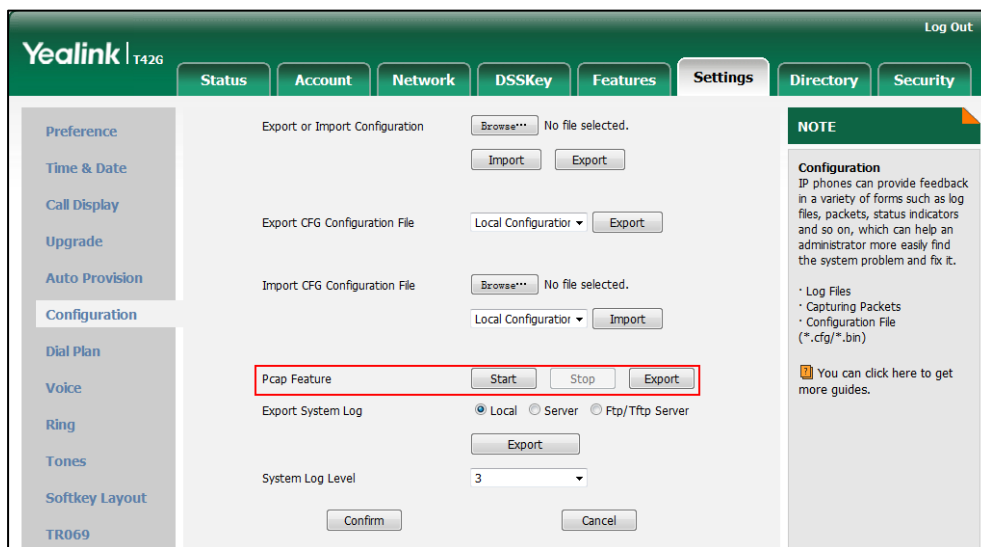 Log Out
Yealink T42G
Status Account Network DSSKey Features Settings Directory Security
Preference
Time & Date
Call Display
Upgrade
Auto Provision
Configuration
Dial Plan
Voice
Ring
Tones
Softkey Layout
TR069
Export or Import Configuration Browse··· No file selected.
Import Export
Export CFG Configuration File Local Configuration Export
Import CFG Configuration File Browse··· No file selected.
Local Configuration Import
Pcap Feature Start Stop Export
Export System Log Local Server Ftp/Tftp Server
Export
System Log Level 3
Confirm Cancel
NOTE
Configuration
IP phones can provide feedback
in a variety of forms such as log
files, packets, status indicators
and so on, which can help an
administrator more easily find
the system problem and fix it.
· Log Files
· Capturing Packets
· Configuration File
(*.cfg/*.bin)
You can click here to get
more guides.